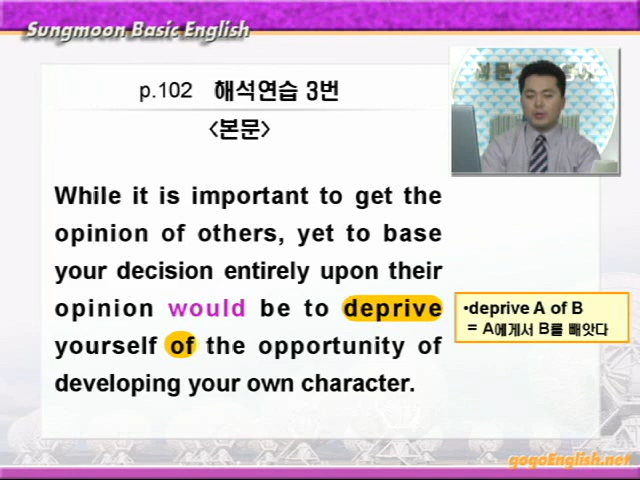 Sungmoon Basic English
p.102 해석연습 3번
<본문>
While it is important to get the
opinion of others, yet to base
your decision entirely upon their
opinion would be to deprive
yourself of the opportunity of
developing your own character.
•deprive A of B
= A에게서 B를 빼앗다
gogoEnglish.net